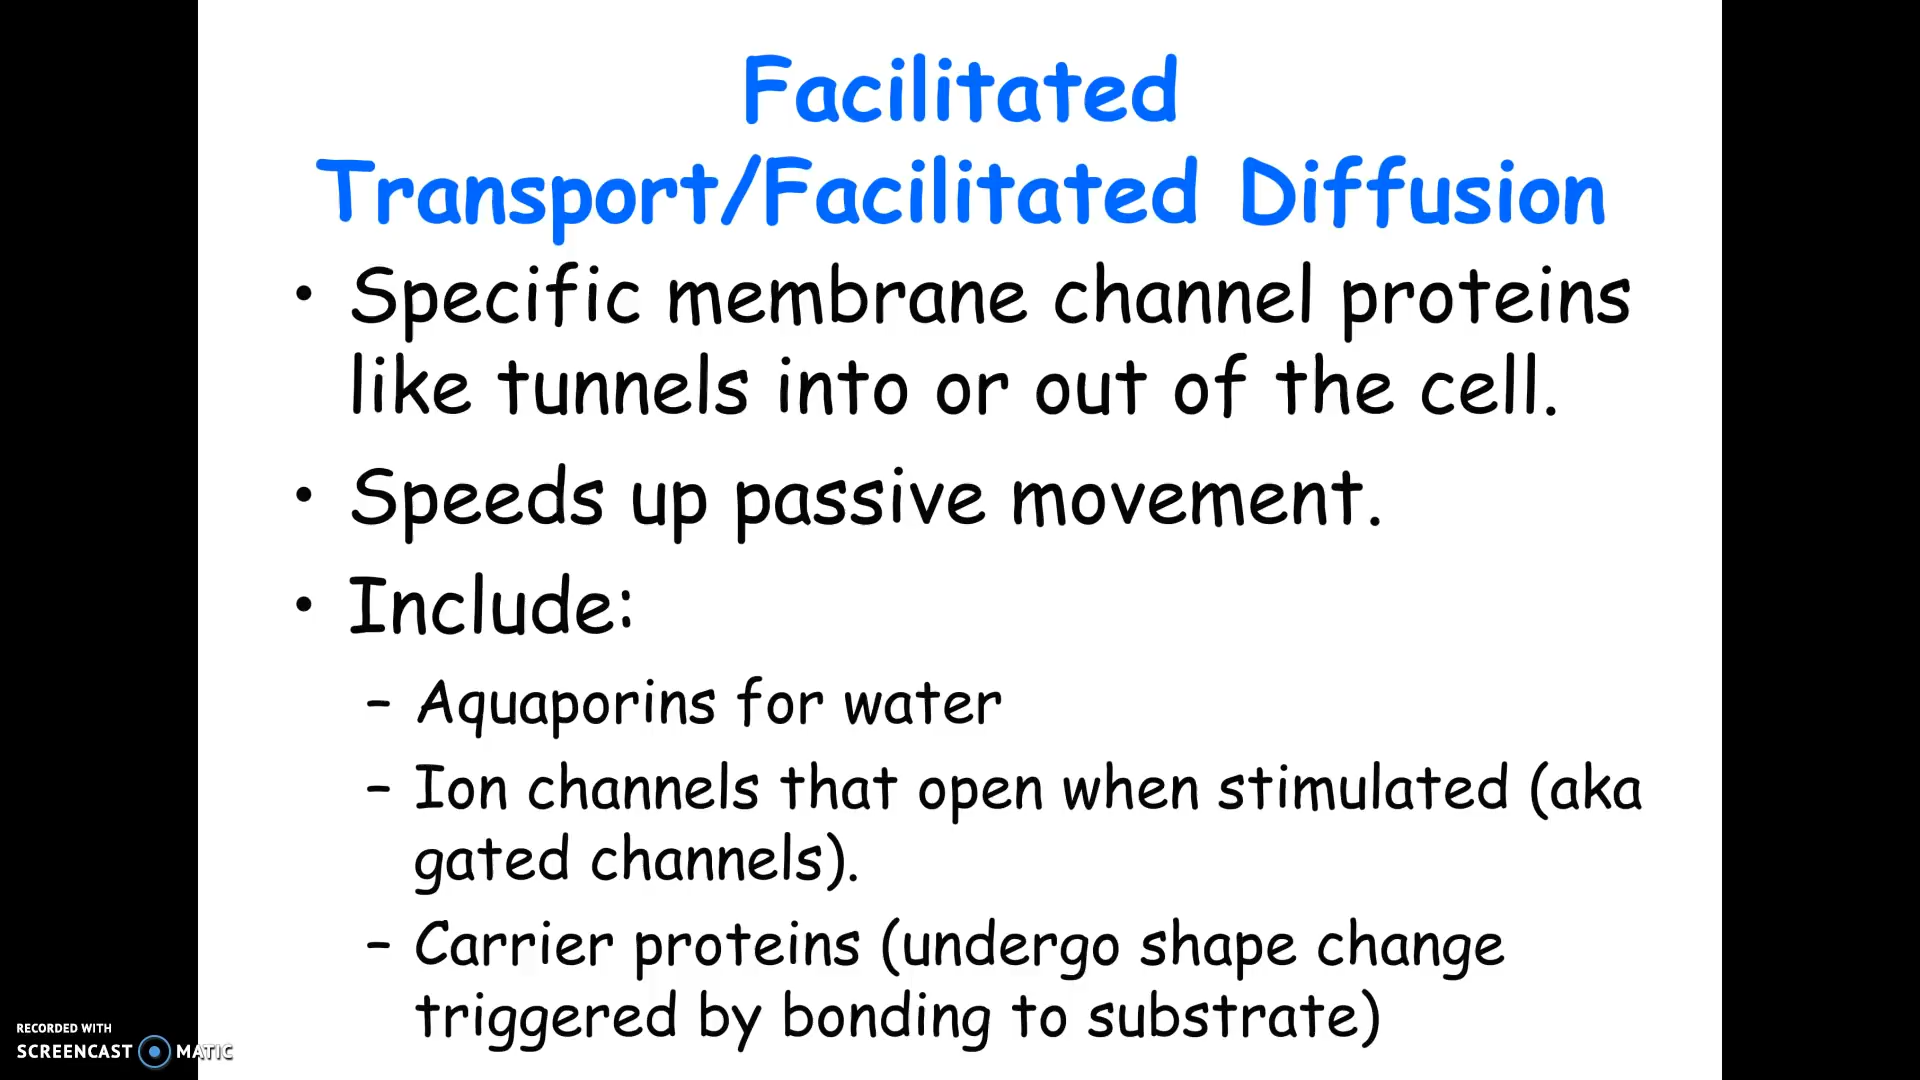 Facilitated
Transport/Facilitated Diffusion
• Specific membrane channel proteins
like tunnels into or out of the cell.
• Speeds up passive movement.
• Include:
– Aquaporins for water
– Ion channels that open when stimulated (aka
gated channels).
– Carrier proteins (undergo shape change
triggered by bonding to substrate)
RECORDED WITH
SCREENCAST MATIC